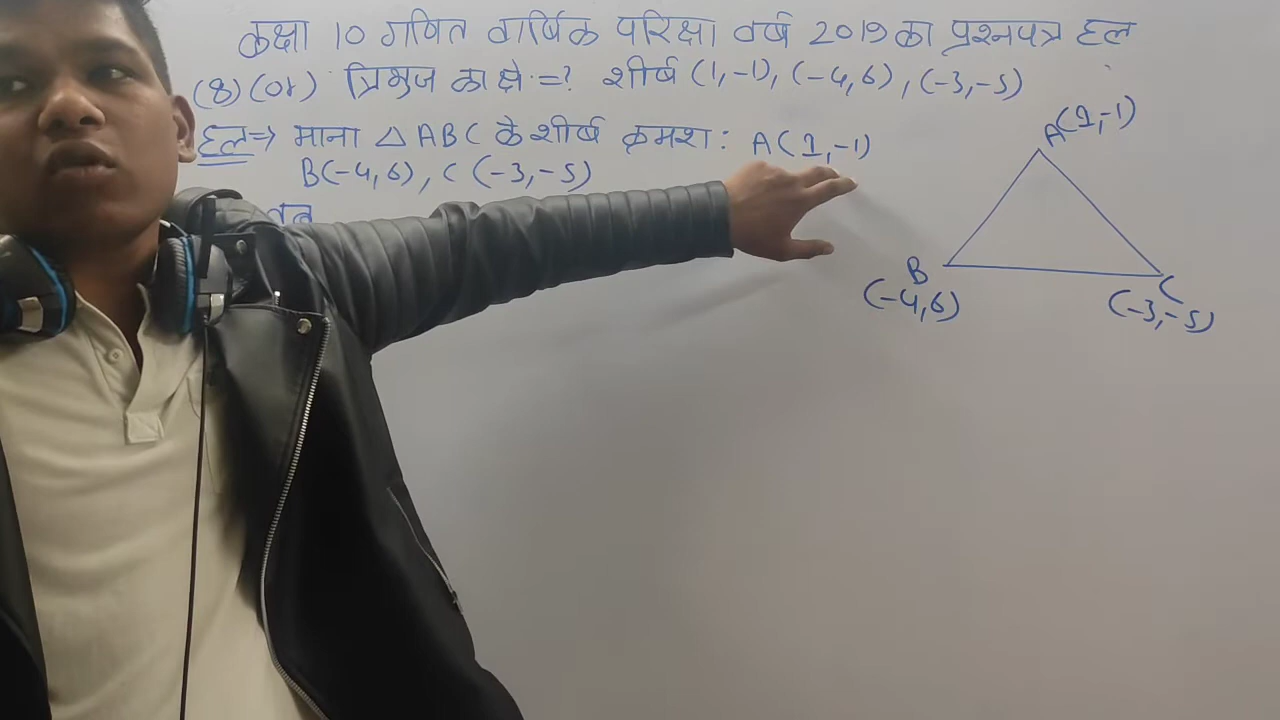 कक्षा 10 गणित वार्षिक परिक्षा वर्ष 2019 का प्रश्नपत्र हल
(8) (or) त्रिभुज का क्षे॰ =? शीर्ष (1,-1), (-4,6), (-3,-5)
हल⇒ माना △ ABC के शीर्ष क्रमश: A(1,-1)
B(-4,6), C (-3,-5)
A(1,-1)
B
(-4,6)
C
(-3,-5)